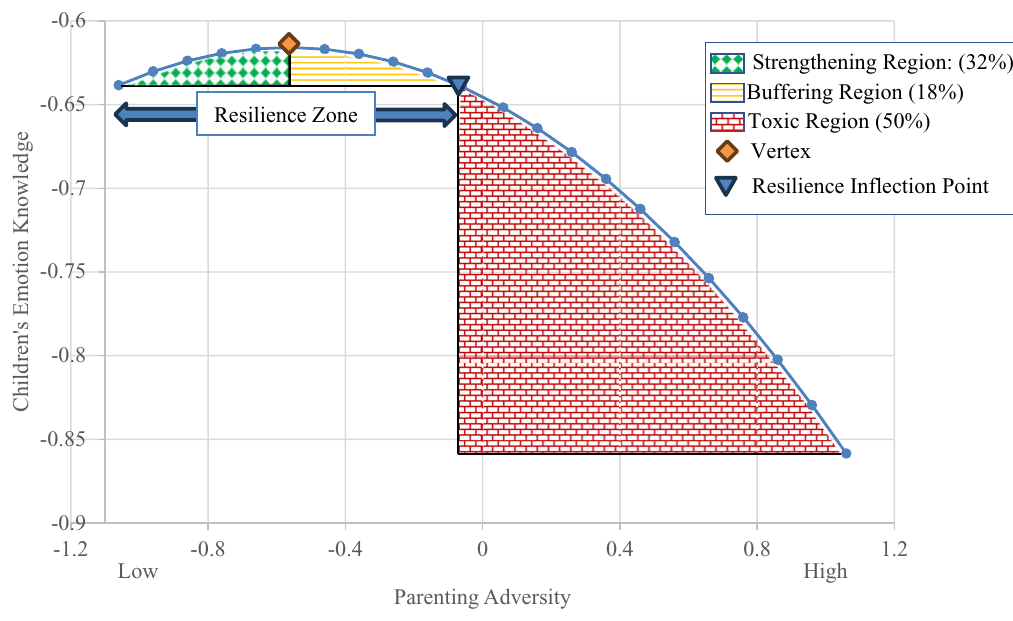 -0.6
-0.65
-0.7
-0.75
-0.8
-0.85
-0.9
Children's Emotion Knowledge
Resilience Zone
Strengthening Region: (32%)
Buffering Region (18%)
Toxic Region (50%)
Vertex
Resilience Inflection Point
-1.2 -0.8 -0.4 0 0.4 0.8 1.2
Low High
Parenting Adversity